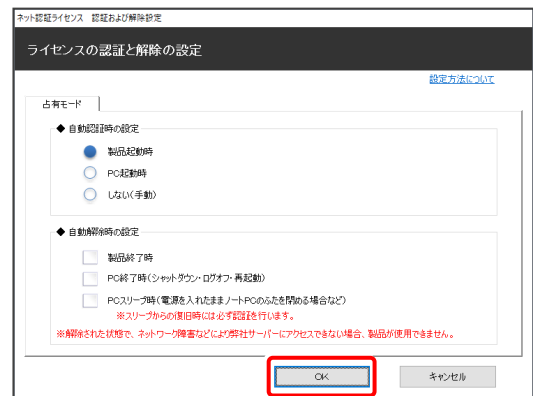 ネット認証ライセンス　認証および解除設定
ライセンスの認証と解除の設定
設定方法について
占有モード
◆ 自動認証時の設定
製品起動時
PC起動時
しない（手動）
◆ 自動解除時の設定
製品終了時
PC終了時（シャットダウン・ログオフ・再起動）
PCスリープ時（電源を入れたままノートPCのふたを閉める場合など）
※スリープからの復旧時には必ず認証を行います。
※解除された状態で、ネットワーク障害などにより弊社サーバーにアクセスできない場合、製品が使用できません。
OK
キャンセル